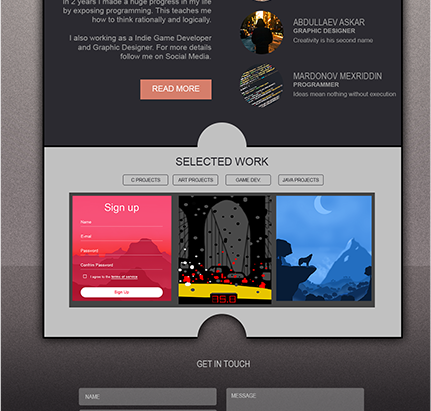 In 2 years I made a huge progress in my life
by exposing programming. This teaches me
how to think rationally and logically.
I also working as a Indie Game Developer
and Graphic Designer. For more details
follow me on Social Media.
READ MORE
ABDULLAEV ASKAR
GRAPHIC DESIGNER
Creativity is his second name
MARDONOV MEXRIDDIN
PROGRAMMER
Ideas mean nothing without execution
SELECTED WORK
C PROJECTS
ART PROJECTS
GAME DEV
JAVA PROJECTS
Sign up
Name
E-mail
Password
Confirm Password
I agree to the terms of service
Sign Up
GET IN TOUCH
NAME
MESSAGE